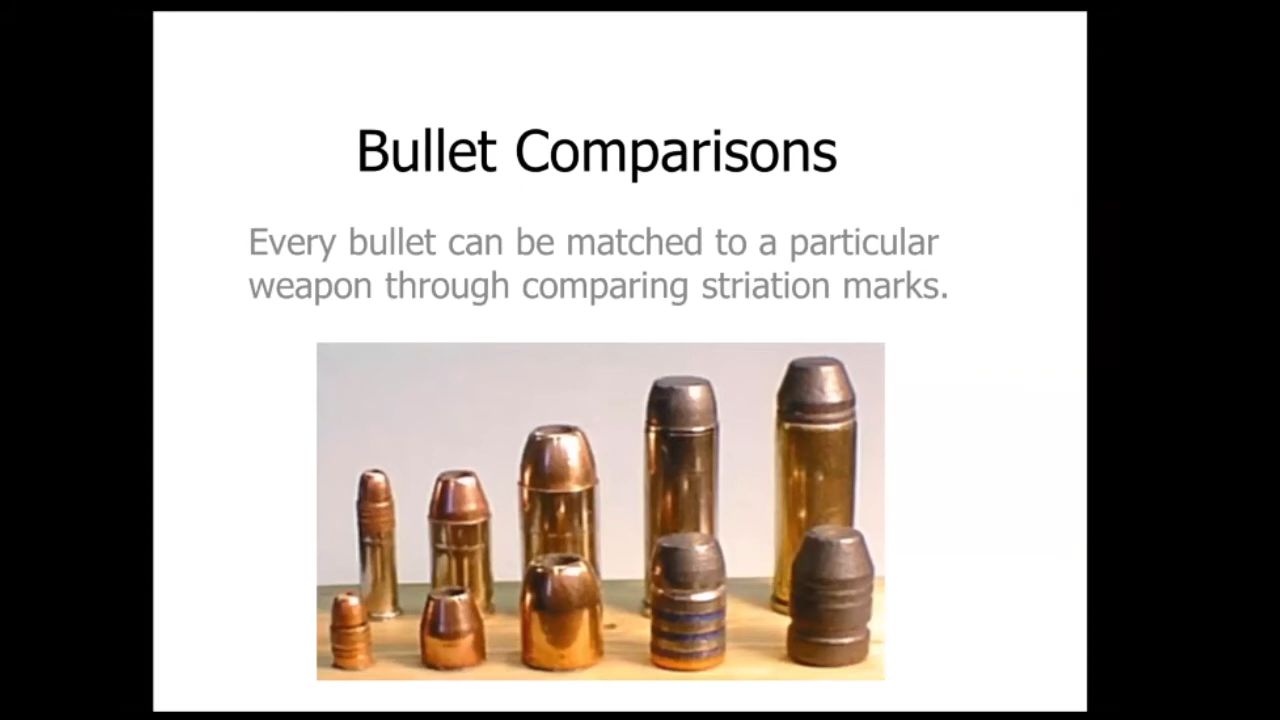 Bullet Comparisons
Every bullet can be matched to a particular
weapon through comparing striation marks.